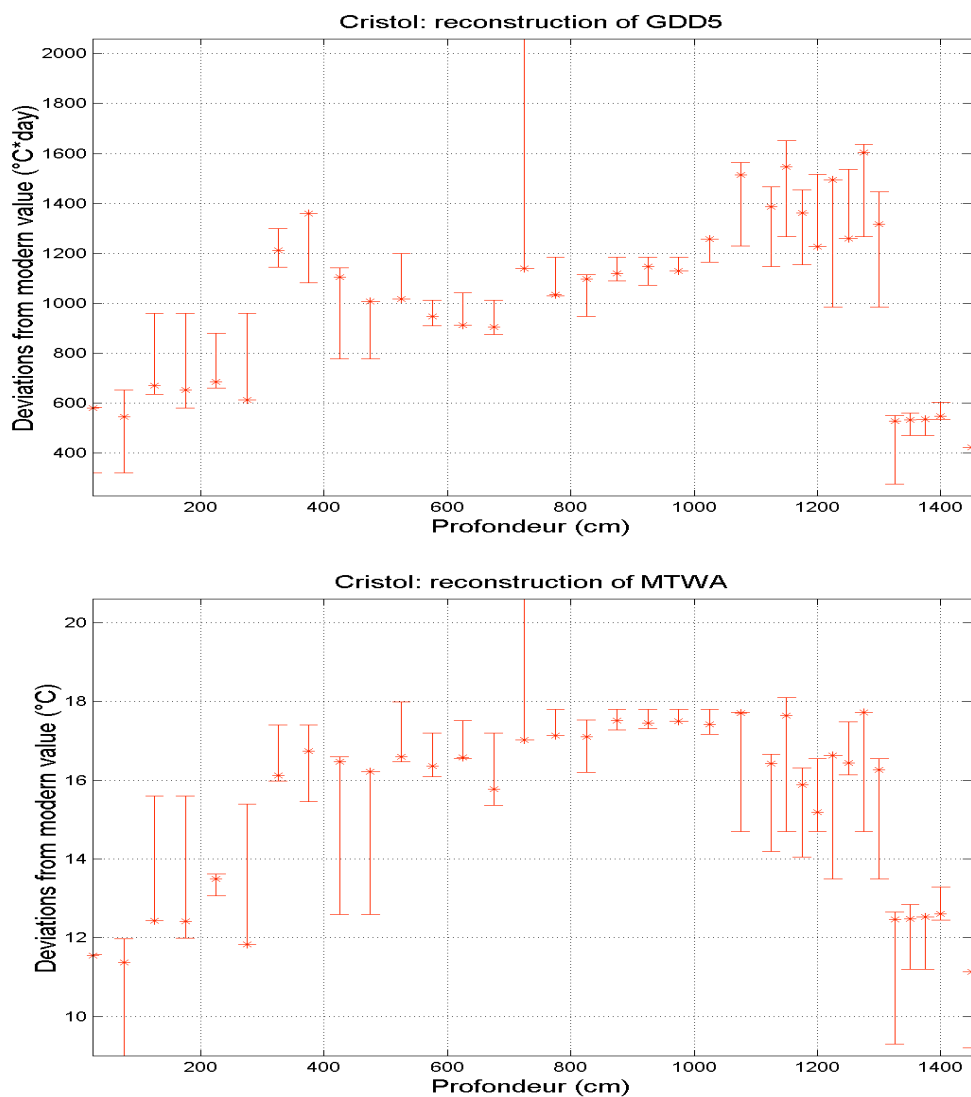 Cristol: reconstruction of GDD5
2000
1800
1600
1400
1200
1000
800
600
400
Deviations from modern value (°C*day)
200 400 600 800 1000 1200 1400
Profondeur (cm)
Cristol: reconstruction of MTWA
20
18
16
14
12
10
Deviations from modern value (°C)
200 400 600 800 1000 1200 1400
Profondeur (cm)